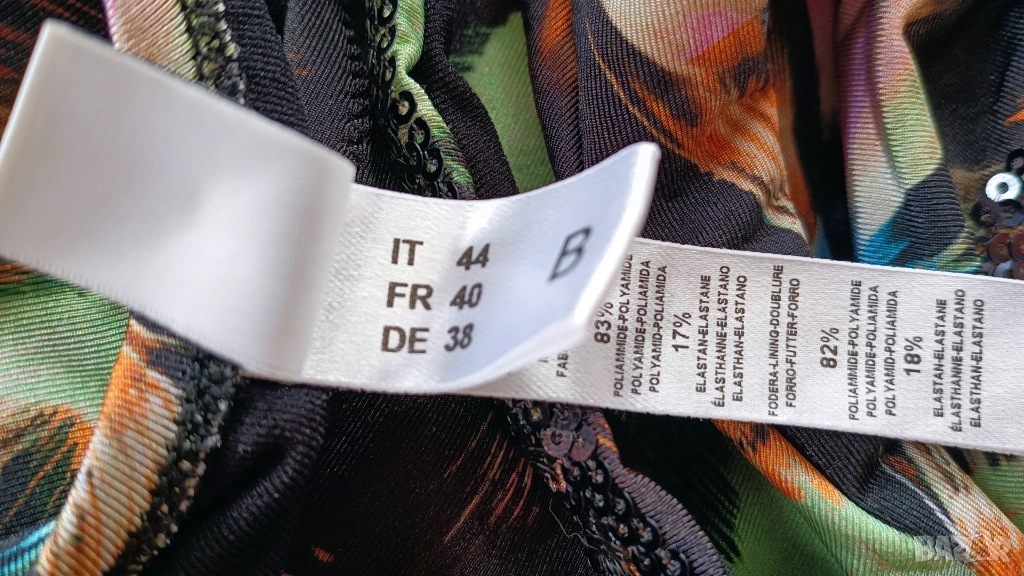 IT 44
FR 40
DE 38
B
83%
POLIAMMIDE-POLYAMIDE
POLYAMIDE-POLIAMIDA
POLYAMID-POLIAMIDA
17%
ELASTAN-ELASTANE
ÉLASTHANNE-ELASTANO
ELASTHAN-ELASTANO
FODERA-LINING-DOUBLURE
FORRO-FUTTER-FORRO
82%
POLIAMMIDE-POLYAMIDE
POLYAMIDE-POLIAMIDA
POLYAMID-POLIAMIDA
18%
ELASTAN-ELASTANE
ÉLASTHANNE-ELASTANO
ELASTHAN-ELASTANO